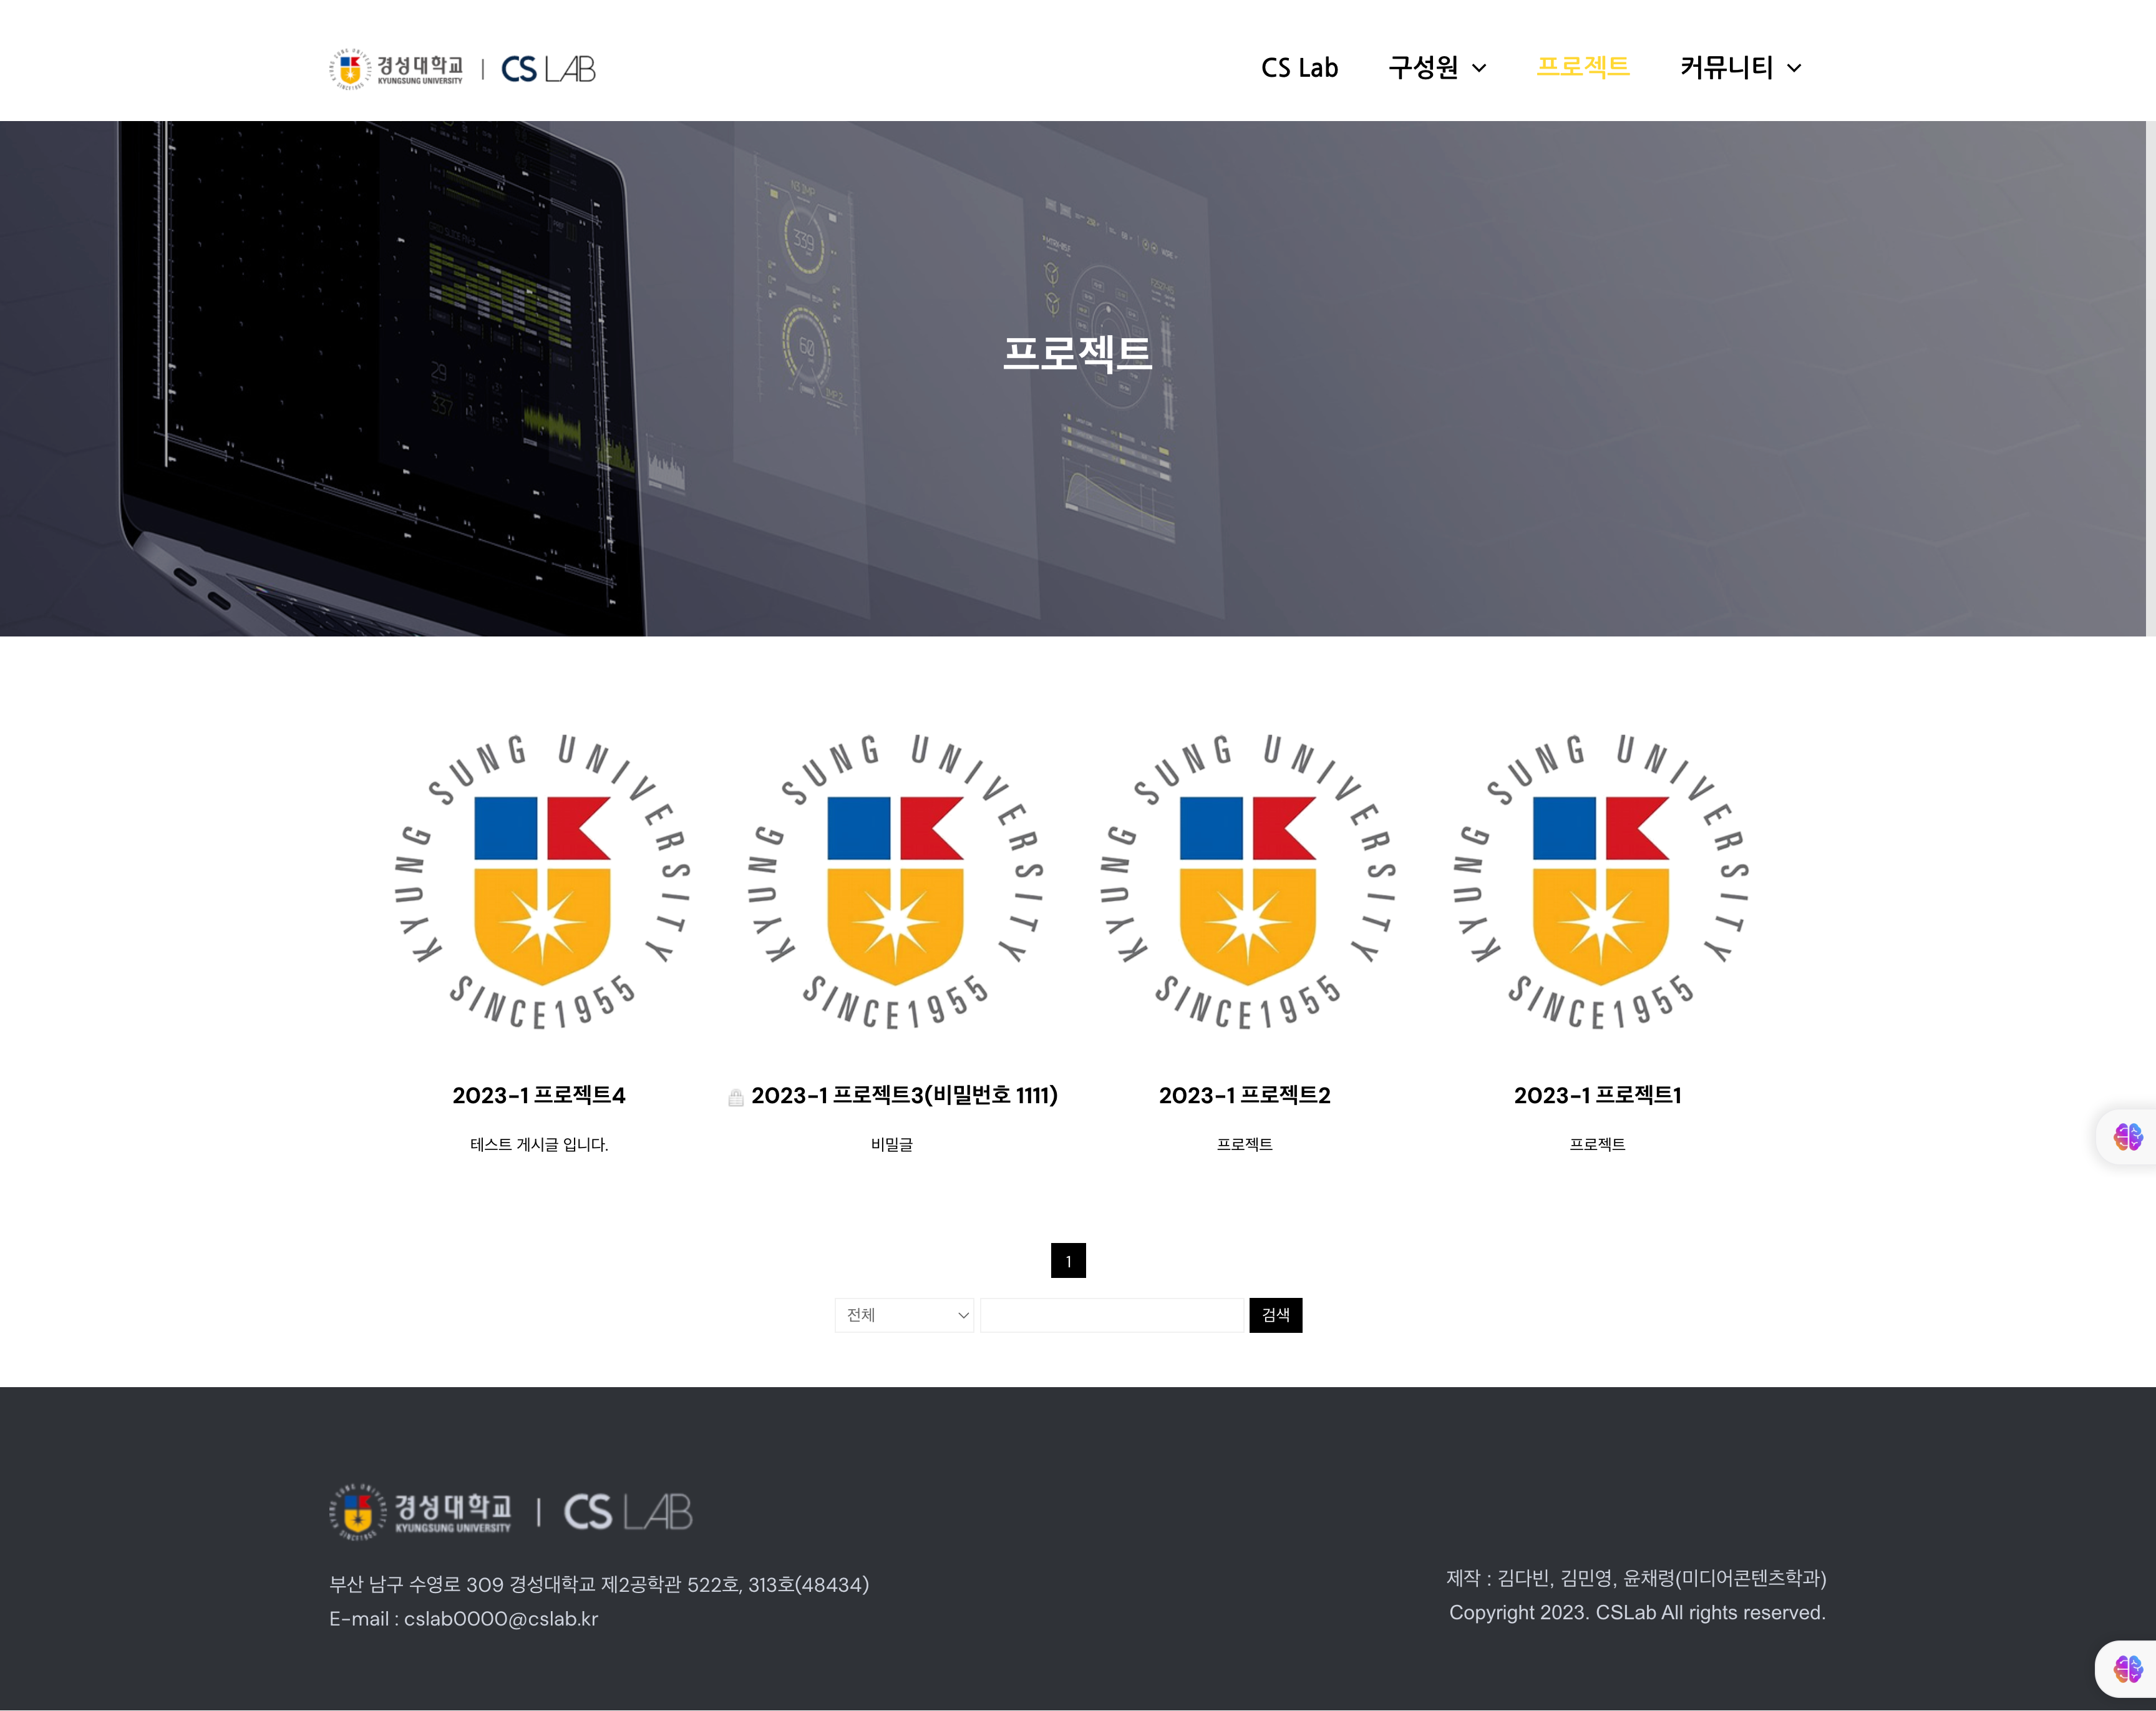 경성대학교
KYUNGSUNG UNIVERSITY
CS LAB
CS Lab
구성원
프로젝트
커뮤니티
프로젝트
KYUNG SUNG UNIVERSITY SINCE1955
KYUNG SUNG UNIVERSITY SINCE1955
KYUNG SUNG UNIVERSITY SINCE1955
KYUNG SUNG UNIVERSITY SINCE1955
2023-1 프로젝트4
2023-1 프로젝트3(비밀번호 1111)
2023-1 프로젝트2
2023-1 프로젝트1
테스트 게시글 입니다.
비밀글
프로젝트
프로젝트
1
전체
검색
경성대학교
KYUNGSUNG UNIVERSITY
CS LAB
부산 남구 수영로 309 경성대학교 제2공학관 522호, 313호(48434)
E-mail : cslab0000@cslab.kr
제작 : 김다빈, 김민영, 윤채령(미디어콘텐츠학과)
Copyright 2023. CSLab All rights reserved.